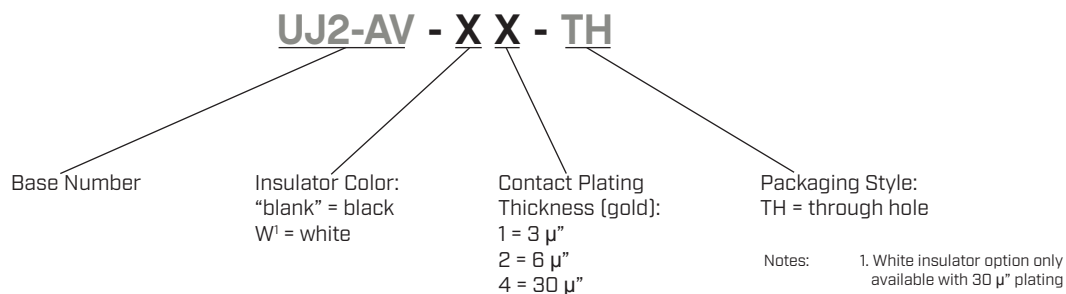 UJ2-AV - X X - TH
Base Number
Insulator Color:
“blank” = black
W¹ = white
Contact Plating
Thickness (gold):
1 = 3 µ”
2 = 6 µ”
4 = 30 µ”
Packaging Style:
TH = through hole
Notes: 1. White insulator option only
available with 30 µ” plating